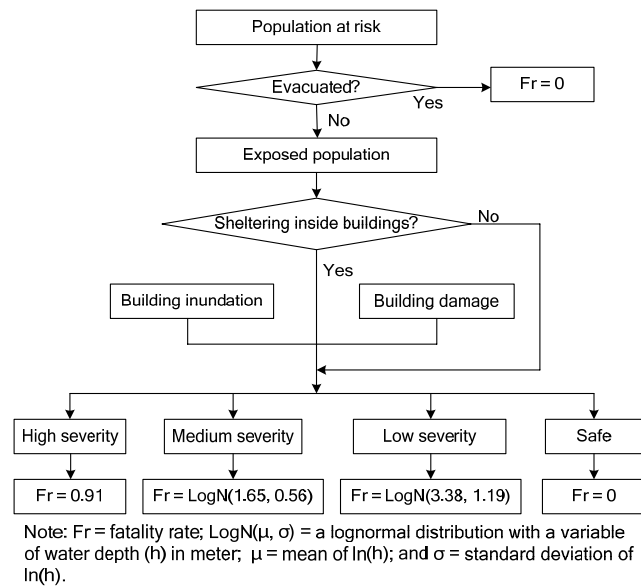 Population at risk
Evacuated?
Yes
Fr = 0
No
Exposed population
Sheltering inside buildings?
No
Yes
Building inundation
Building damage
High severity
Medium severity
Low severity
Safe
Fr = 0.91
Fr = LogN(1.65, 0.56)
Fr = LogN(3.38, 1.19)
Fr = 0
Note: Fr = fatality rate; LogN(μ, σ) = a lognormal distribution with a variable
of water depth (h) in meter; μ = mean of ln(h); and σ = standard deviation of
ln(h).